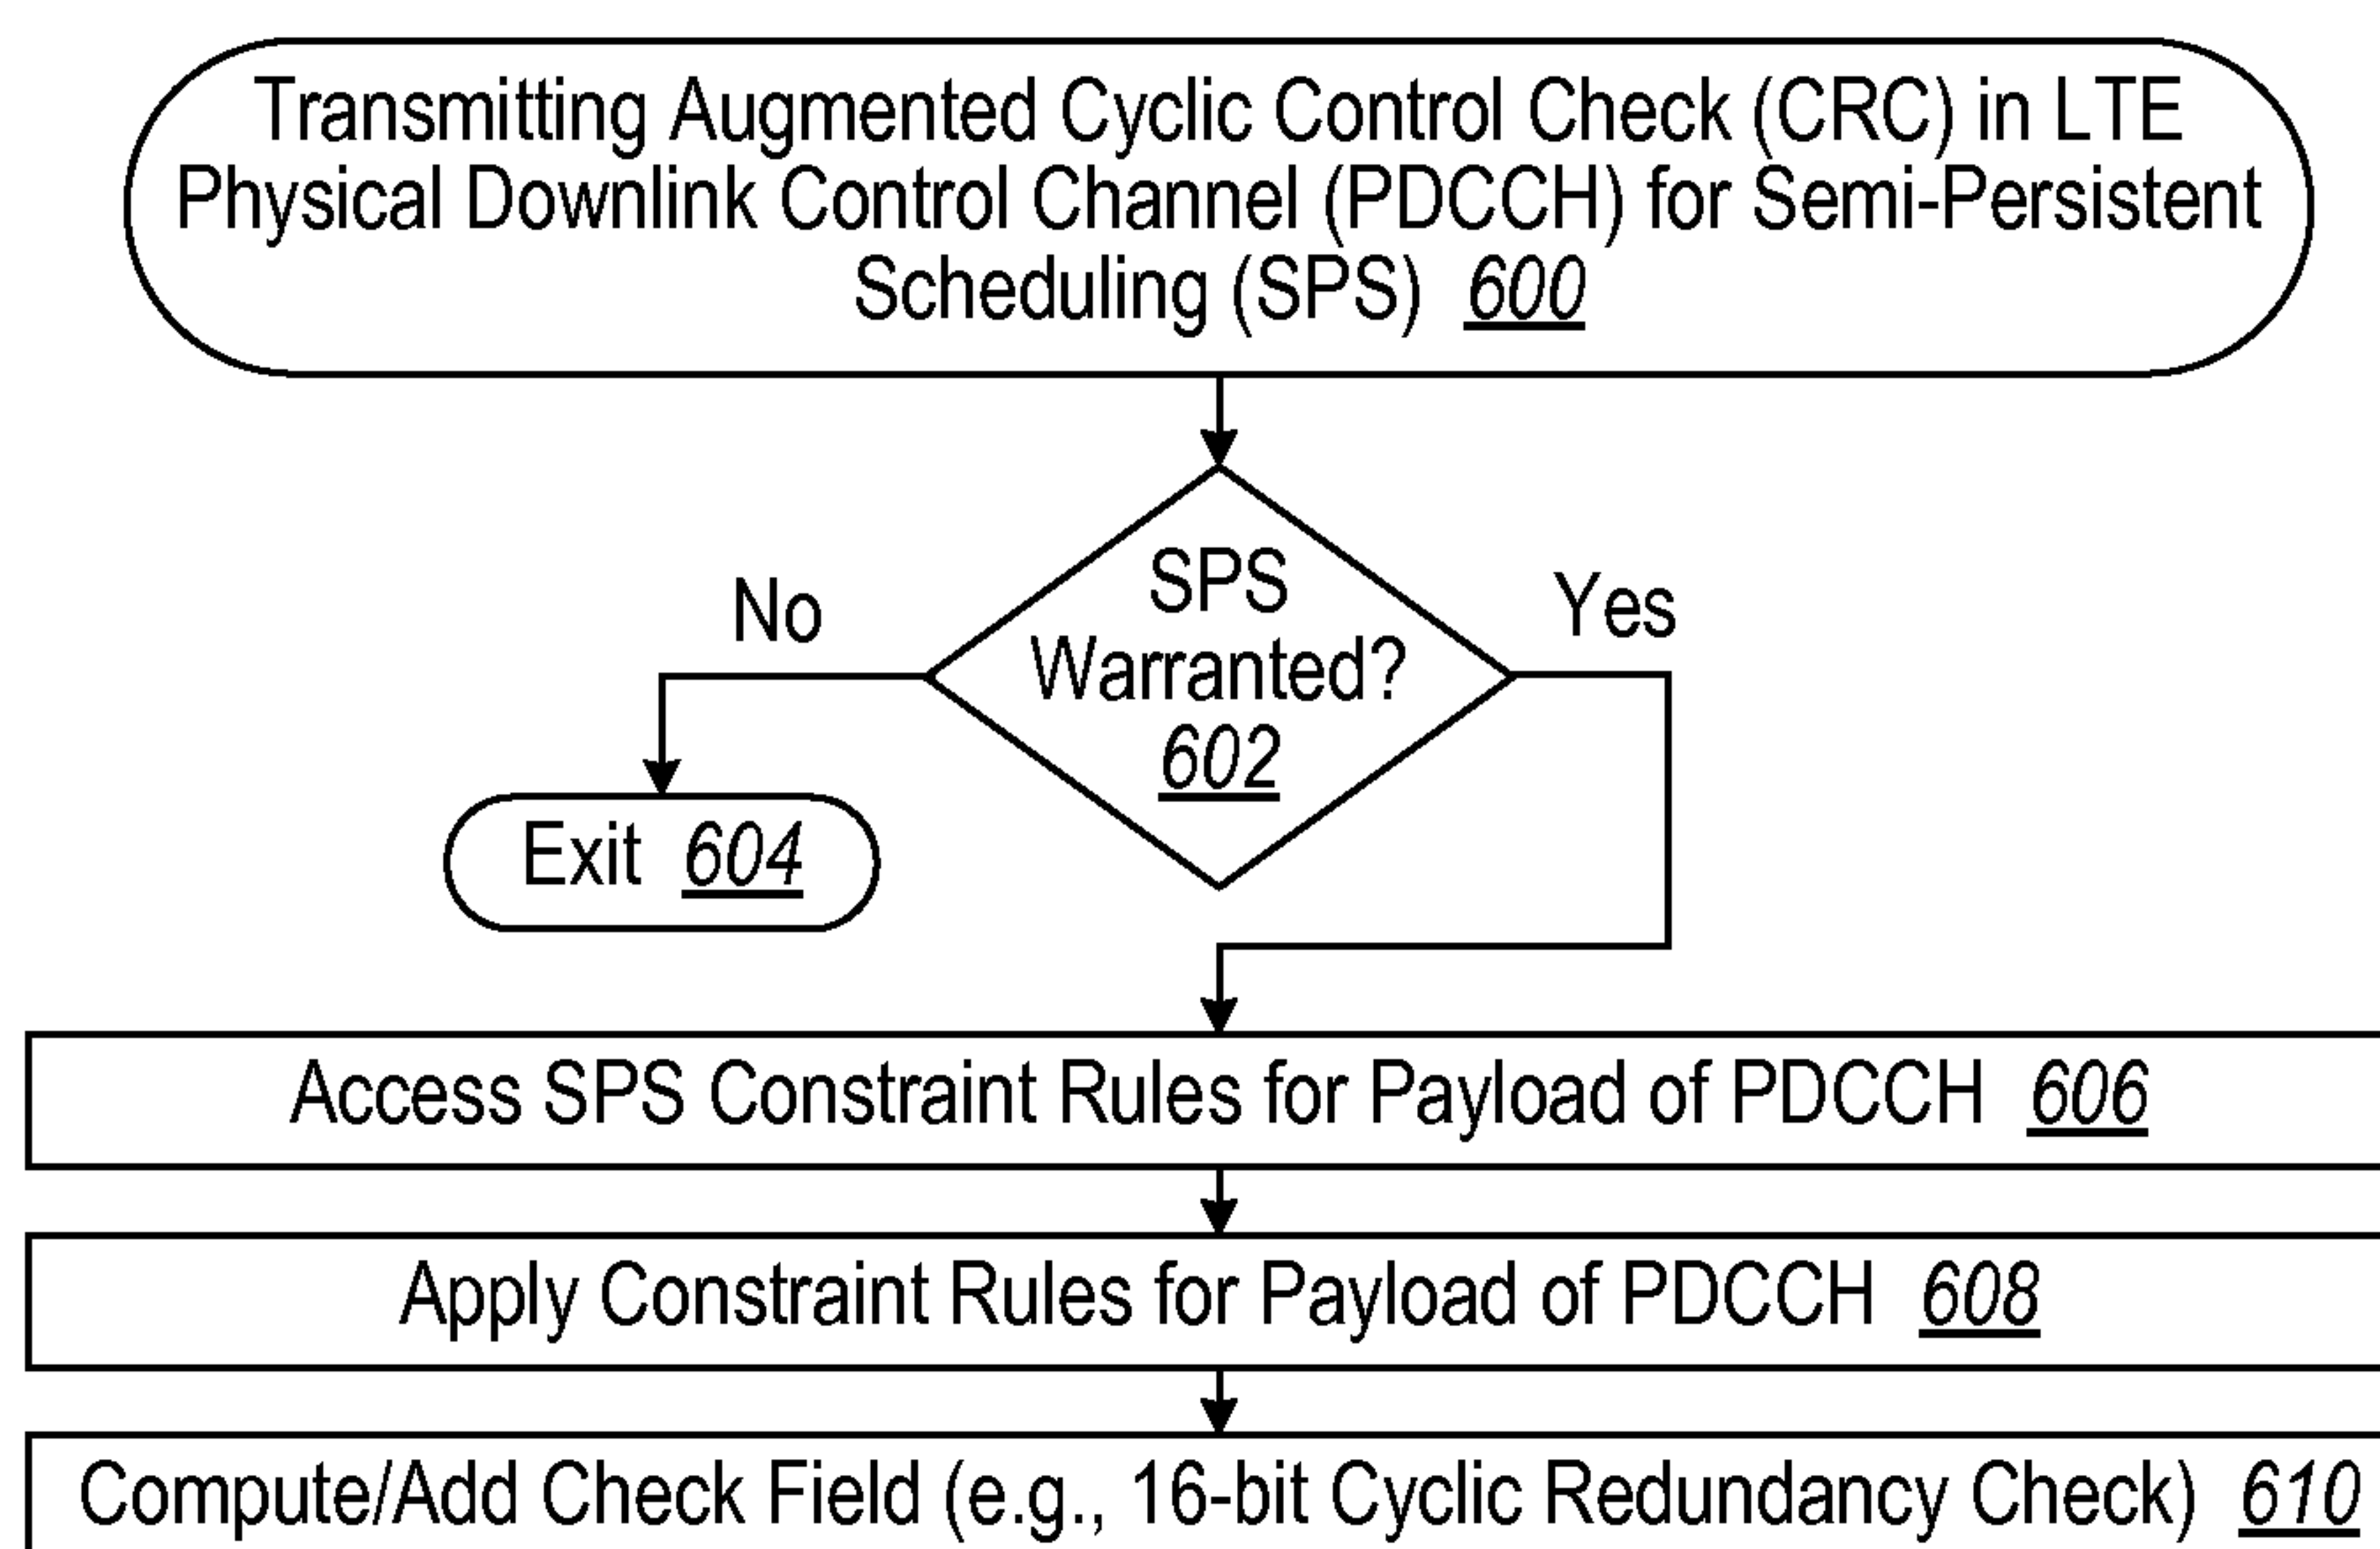 Transmitting Augmented Cyclic Control Check (CRC) in LTE
Physical Downlink Control Channel (PDCCH) for Semi-Persistent
Scheduling (SPS) 600
SPS
Warranted?
602
No
Yes
Exit 604
Access SPS Constraint Rules for Payload of PDCCH 606
Apply Constraint Rules for Payload of PDCCH 608
Compute/Add Check Field (e.g., 16-bit Cyclic Redundancy Check) 610